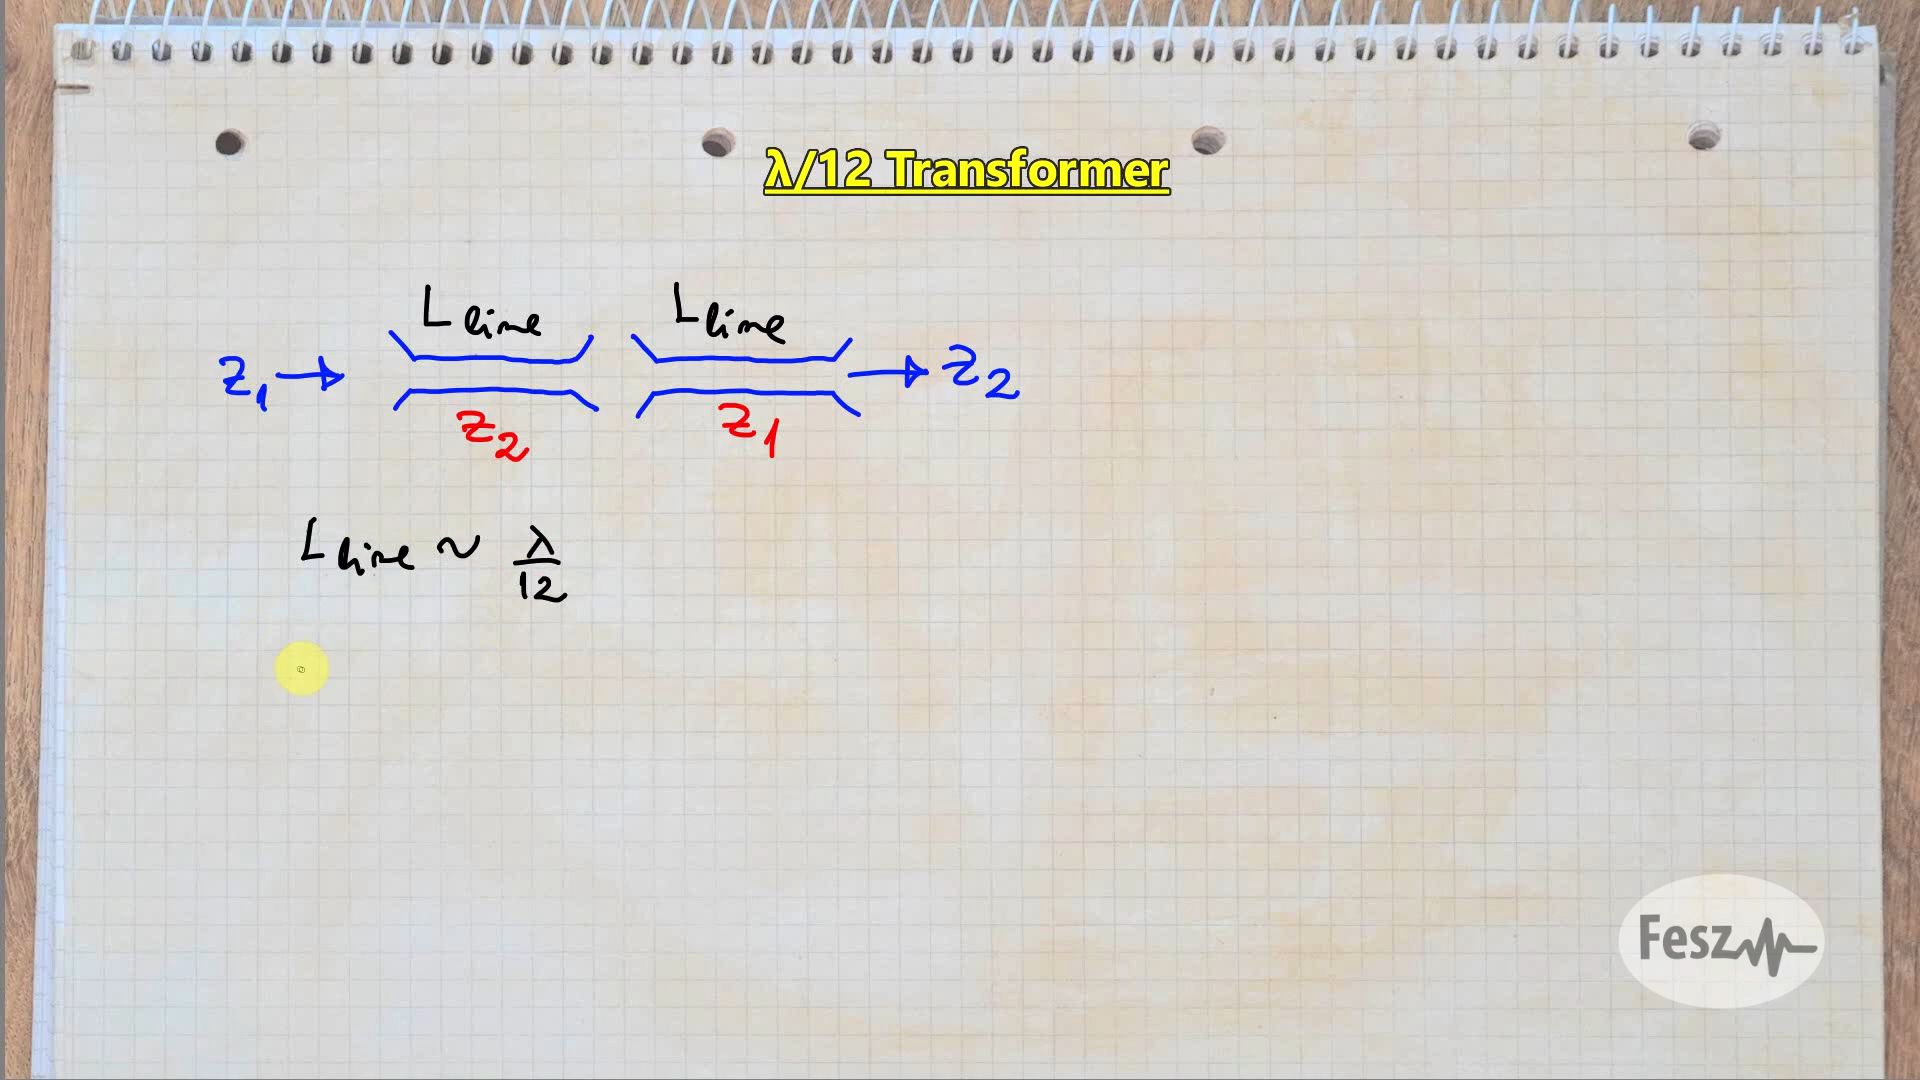 λ/12 Transformer
L line L line
Z1 → → Z2
Z2 Z1
L line ~ λ/12
Fesz